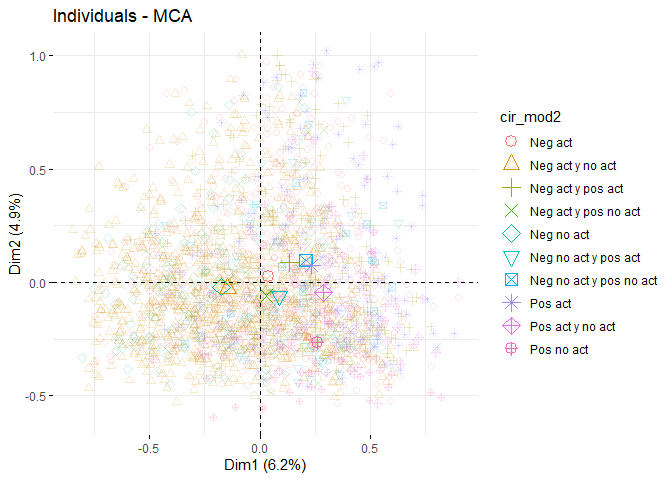 Individuals - MCA
1.0
0.5
0.0
-0.5
Dim2 (4.9%)
-0.5
0.0
0.5
Dim1 (6.2%)
cir_mod2
Neg act
Neg act y no act
Neg act y pos act
Neg act y pos no act
Neg no act
Neg no act y pos act
Neg no act y pos no act
Pos act
Pos act y no act
Pos no act